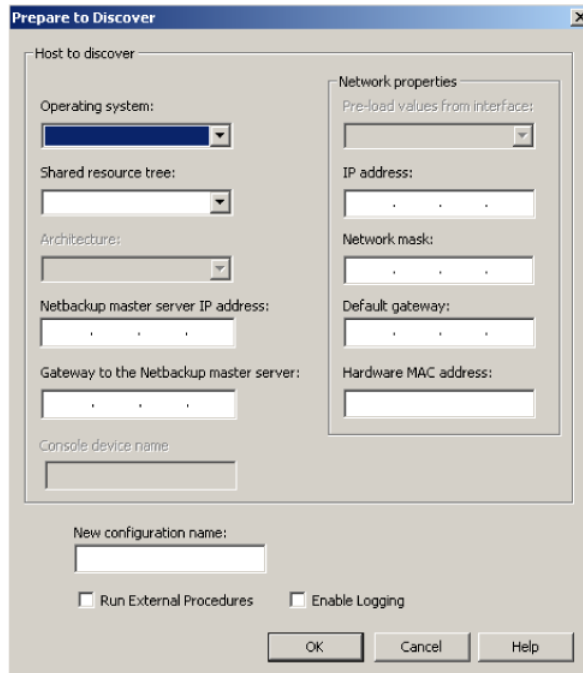 Prepare to Discover
Host to discover
Operating system:
Shared resource tree:
Architecture:
Netbackup master server IP address:
Gateway to the Netbackup master server:
Console device name
Network properties
Pre-load values from interface:
IP address:
Network mask:
Default gateway:
Hardware MAC address:
New configuration name:
Run External Procedures
Enable Logging
OK
Cancel
Help